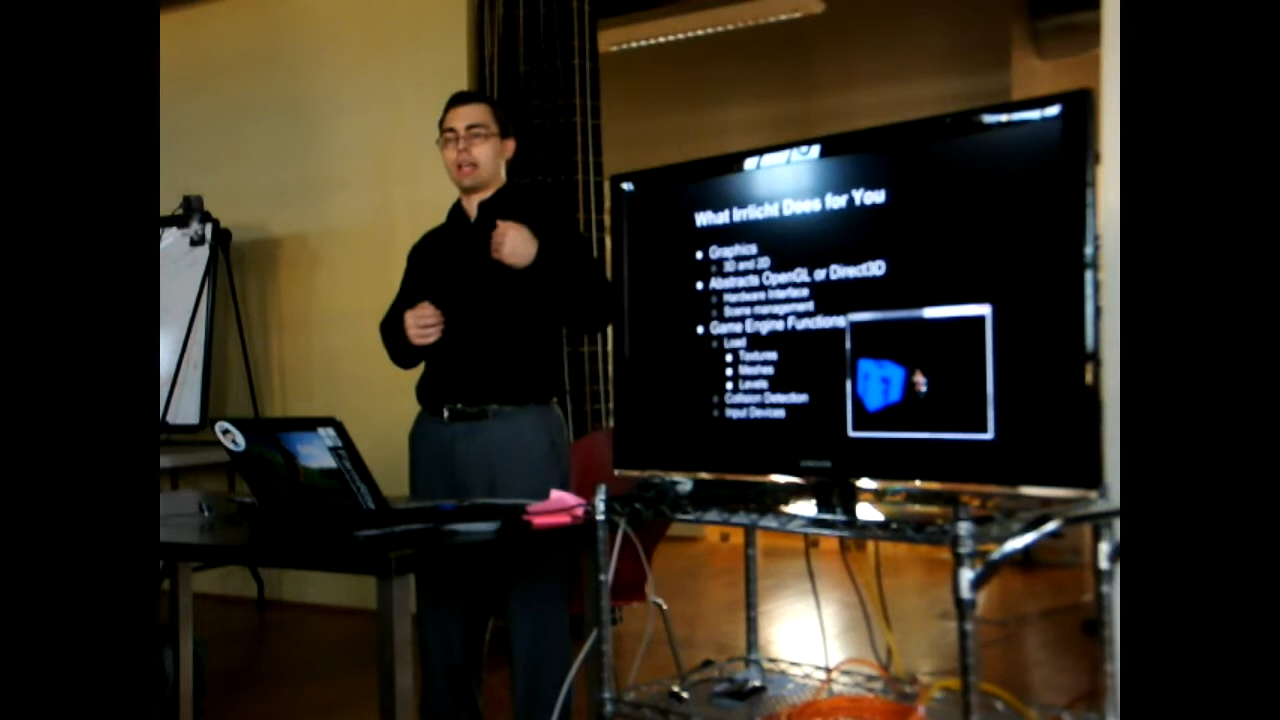 What Irrlicht Does for You
Graphics
3D and 2D
Abstracts OpenGL or Direct3D
Hardware Interface
Scene management
Game Engine Functions
Load
Textures
Meshes
Levels
Collision Detection
Input Devices
SAMSUNG